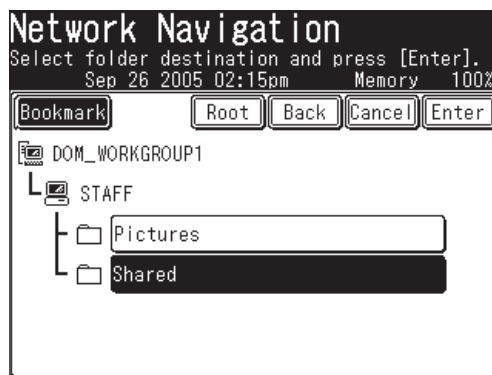 Network Navigation
Select folder destination and press [Enter].
Sep 26 2005 02:15pm Memory 100%
Bookmark Root Back Cancel Enter
DOM_WORKGROUP1
STAFF
Pictures
Shared